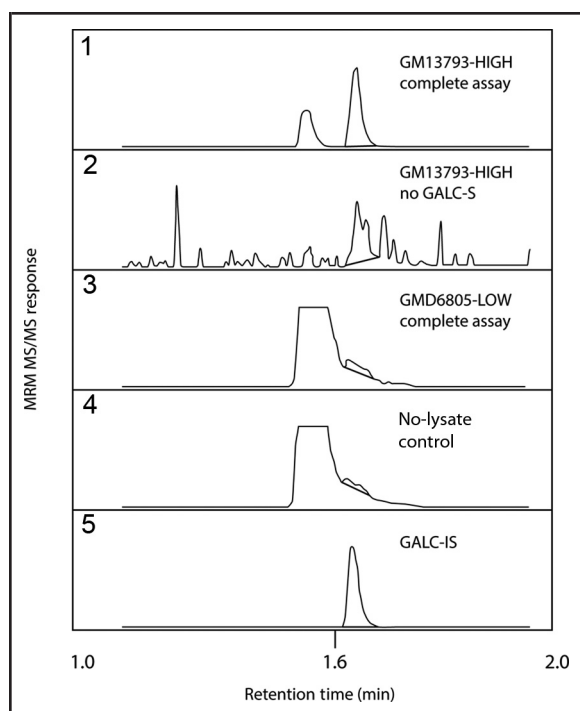 1
GM13793-HIGH
complete assay
2
GM13793-HIGH
no GALC-S
3
GMD6805-LOW
complete assay
4
No-lysate
control
5
GALC-IS
MRM MS/MS response
1.0
1.6
2.0
Retention time (min)